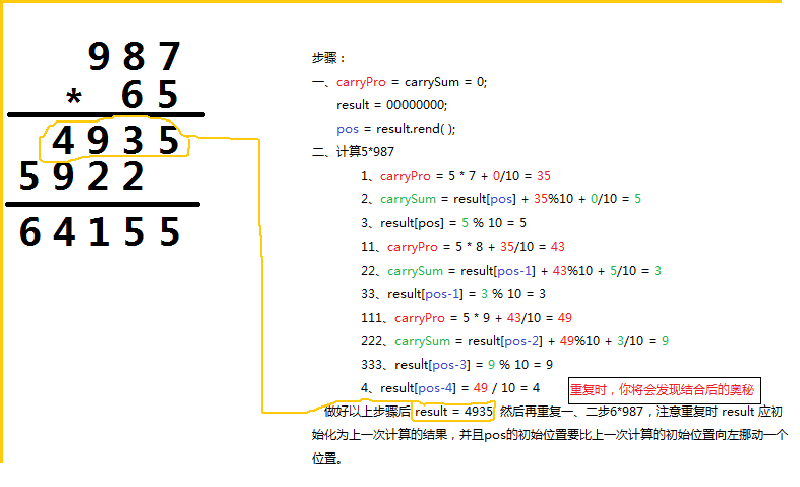 987
* 65
4935
5922
64155
步骤：
一、carryPro = carrySum = 0;
result = 00000000;
pos = result.rend( );
二、计算5*987
1、carryPro = 5 * 7 + 0/10 = 35
2、carrySum = result[pos] + 35%10 + 0/10 = 5
3、result[pos] = 5 % 10 = 5
11、carryPro = 5 * 8 + 35/10 = 43
22、carrySum = result[pos-1] + 43%10 + 5/10 = 3
33、result[pos-1] = 3 % 10 = 3
111、carryPro = 5 * 9 + 43/10 = 49
222、carrySum = result[pos-2] + 49%10 + 3/10 = 9
333、result[pos-3] = 9 % 10 = 9
4、result[pos-4] = 49 / 10 = 4
重复时，你将会发现结合后的奥秘
做好以上步骤后 result = 4935 然后再重复一、二步6*987，注意重复时 result 应初
始化为上一次计算的结果，并且pos的初始位置要比上一次计算的初始位置向左挪动一个
位置。